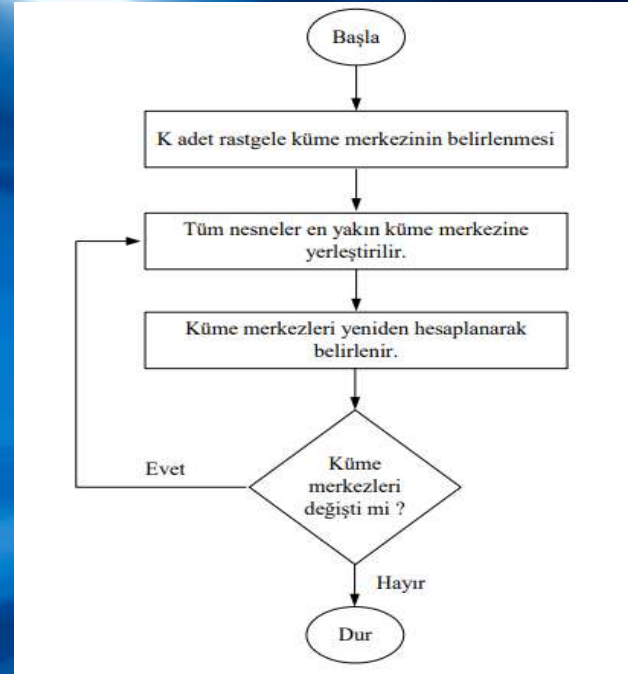 Başla
K adet rastgele küme merkezinin belirlenmesi
Tüm nesneler en yakın küme merkezine
yerleştirilir.
Küme merkezleri yeniden hesaplanarak
belirlenir.
Küme
merkezleri
değişti mi ?
Evet
Hayır
Dur